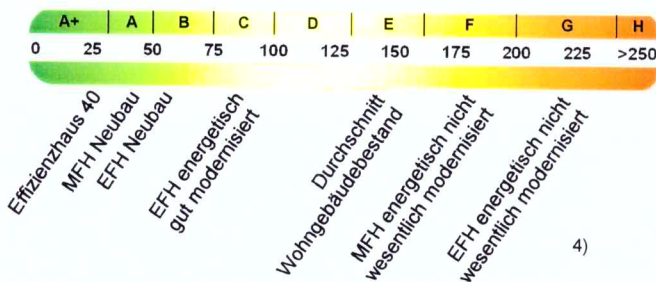 A+ A B C D E F G H
0 25 50 75 100 125 150 175 200 225 >250
Effizienzhaus 40
MFH Neubau
EFH Neubau
EFH energetisch
gut modernisiert
Durchschnitt
Wohngebäudebestand
MFH energetisch nicht
wesentlich modernisiert
EFH energetisch nicht
wesentlich modernisiert
4)